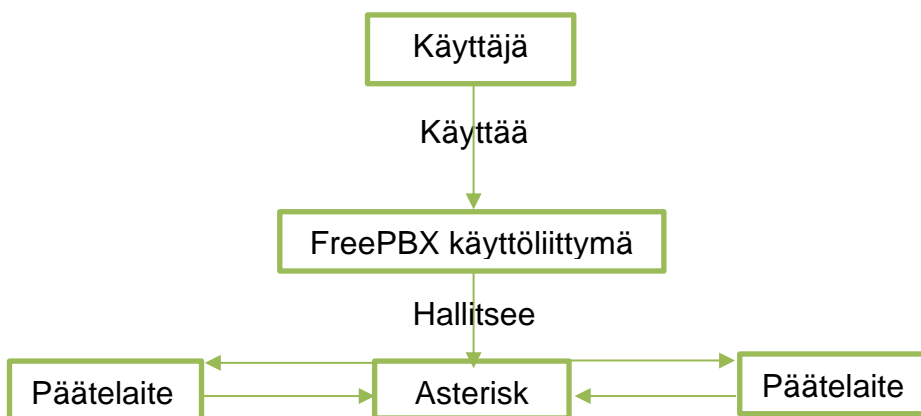 Käyttäjä
Käyttää
FreePBX käyttöliittymä
Hallitsee
Päätelaite
Asterisk
Päätelaite